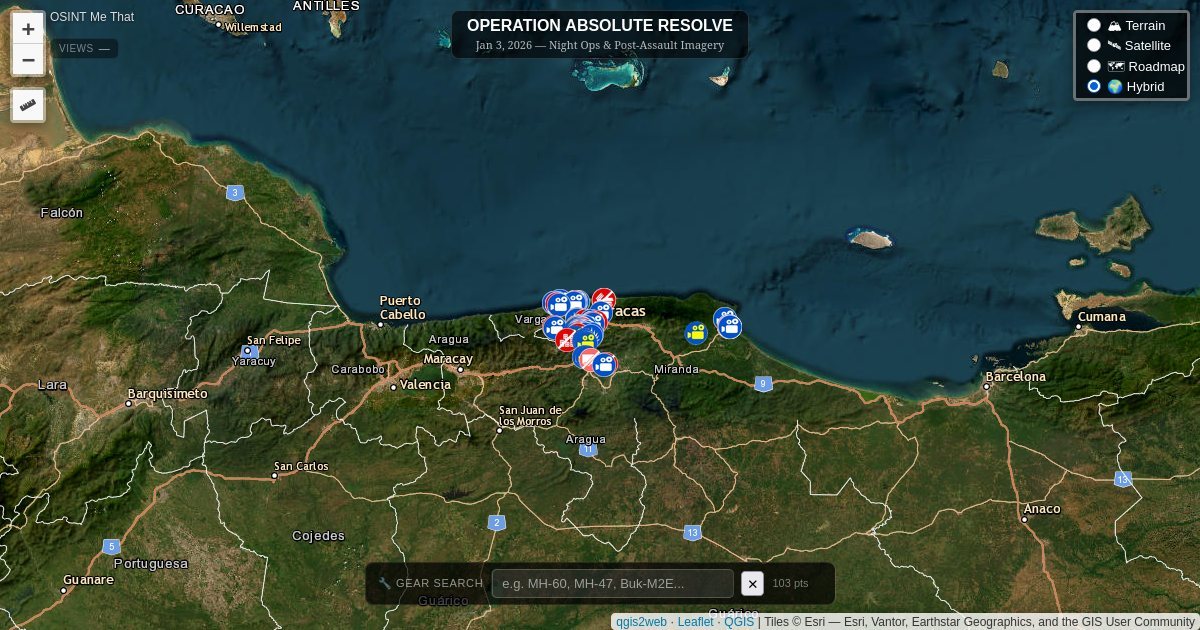 CURAÇAO
ANTILLES
+
OSINT Me That
Willemstad
−
VIEWS —
OPERATION ABSOLUTE RESOLVE
Jan 3, 2026 — Night Ops & Post-Assault Imagery
Terrain
Satellite
Roadmap
Hybrid
3
Falcón
Puerto
Cabello
acas
Varga
Cumana
San Felipe
Yaracuy
Aragua
Maracay
Carabobo
Valencia
Miranda
9
Barcelona
Lara
Barquisimeto
San Juan de
los Morros
Aragua
11
San Carlos
13
Anaco
2
13
Cojedes
5
Portuguesa
Guanare
GEAR SEARCH
e.g. MH-60, MH-47, Buk-M2E...
×
103 pts
Guárico
Guárico
qgis2web · Leaflet · QGIS | Tiles © Esri — Esri, Vantor, Earthstar Geographics, and the GIS User Community